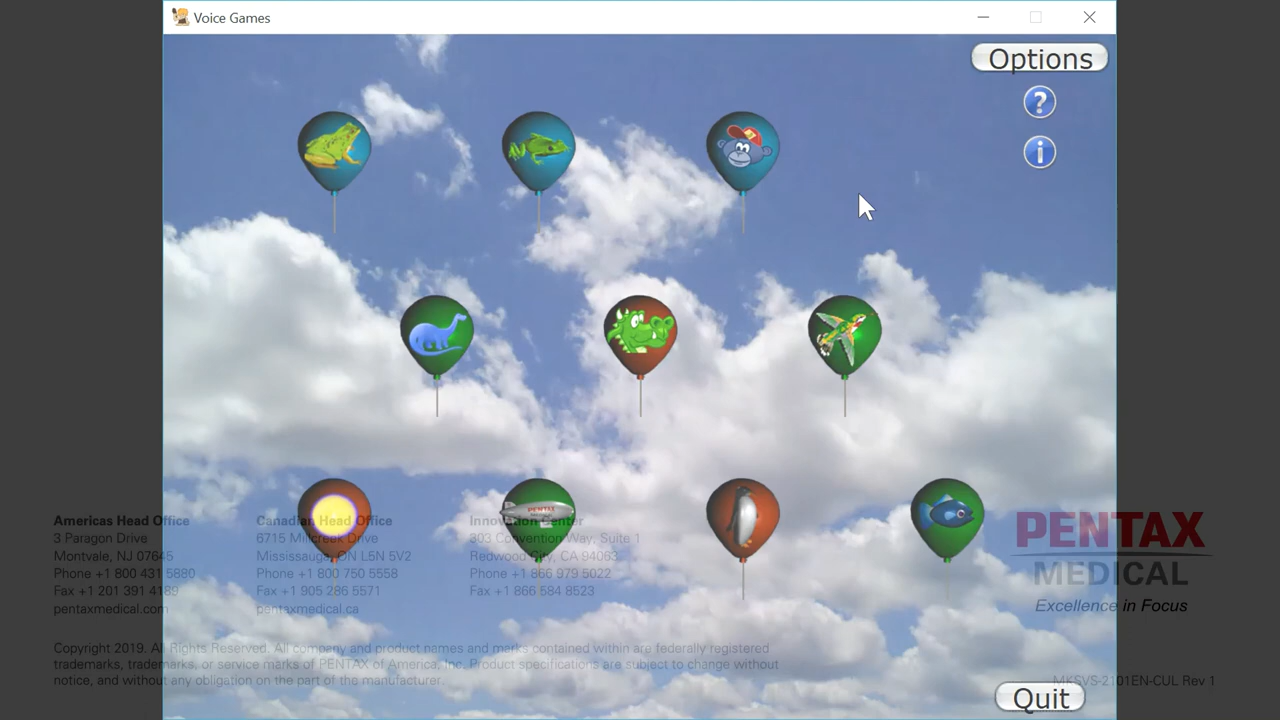 Voice Games
Options
?
i
PENTAX
Americas Head Office
3 Paragon Drive
Montvale, NJ 07645
Phone +1 800 431 5880
Fax +1 201 391 4189
pentaxmedical.com
Canadian Head Office
6715 Millcreek Drive
Mississauga, ON L5N 5V2
Phone +1 800 750 5558
Fax +1 905 286 5571
pentaxmedical.ca
Innovation Center
303 Convention Way, Suite 1
Redwood City, CA 94063
Phone +1 866 979 5022
Fax +1 866 584 8523
PENTAX
MEDICAL
Excellence in Focus
Copyright 2019. All Rights Reserved. All company and product names and marks contained within are federally registered
trademarks, trademarks, or service marks of PENTAX of America, Inc. Product specifications are subject to change without
notice, and without any obligation on the part of the manufacturer.
MKSVS-2101EN-CUL Rev 1
Quit